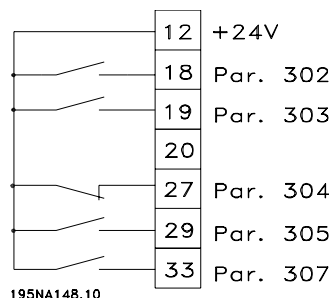 12 +24V
18 Par. 302
19 Par. 303
20
27 Par. 304
29 Par. 305
33 Par. 307
195NA148.10